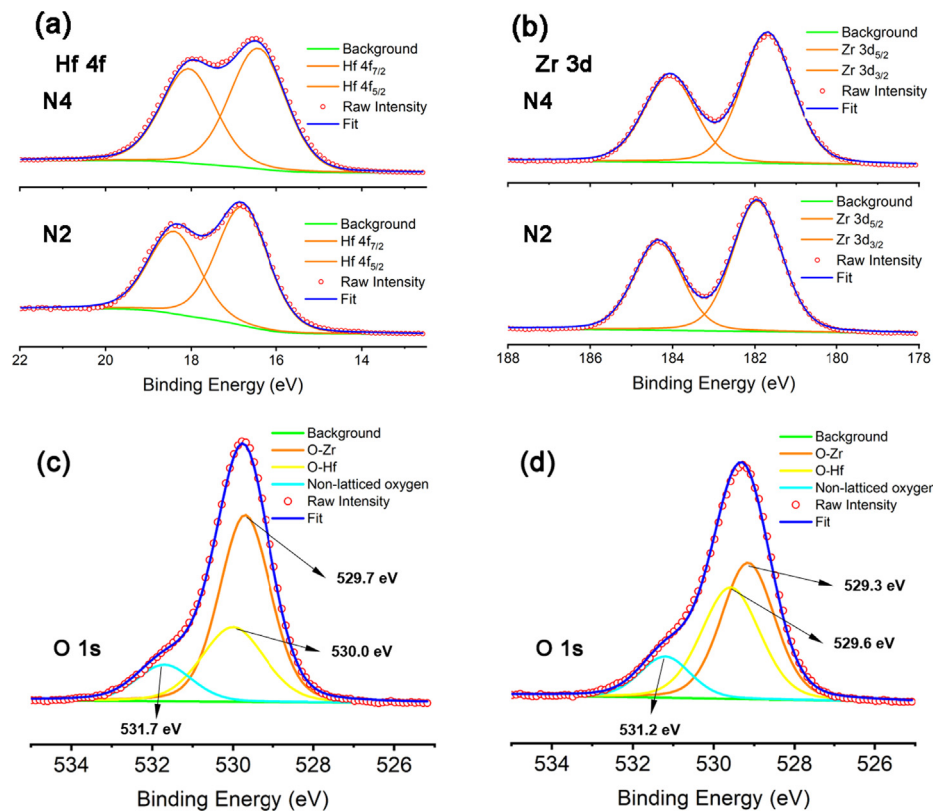 (a)
Hf 4f
N4
Background
Hf 4f7/2
Hf 4f5/2
Raw Intensity
Fit
N2
Background
Hf 4f7/2
Hf 4f5/2
Raw Intensity
Fit
22 20 18 16 14
Binding Energy (eV)
(b)
Zr 3d
N4
Background
Zr 3d5/2
Zr 3d3/2
Raw Intensity
Fit
N2
Background
Zr 3d5/2
Zr 3d3/2
Raw Intensity
Fit
188 186 184 182 180 178
Binding Energy (eV)
(c)
Background
O-Zr
O-Hf
Non-latticed oxygen
Raw Intensity
Fit
529.7 eV
530.0 eV
O 1s
531.7 eV
534 532 530 528 526
Binding Energy (eV)
(d)
Background
O-Zr
O-Hf
Non-latticed oxygen
Raw Intensity
Fit
529.3 eV
529.6 eV
O 1s
531.2 eV
534 532 530 528 526
Binding Energy (eV)